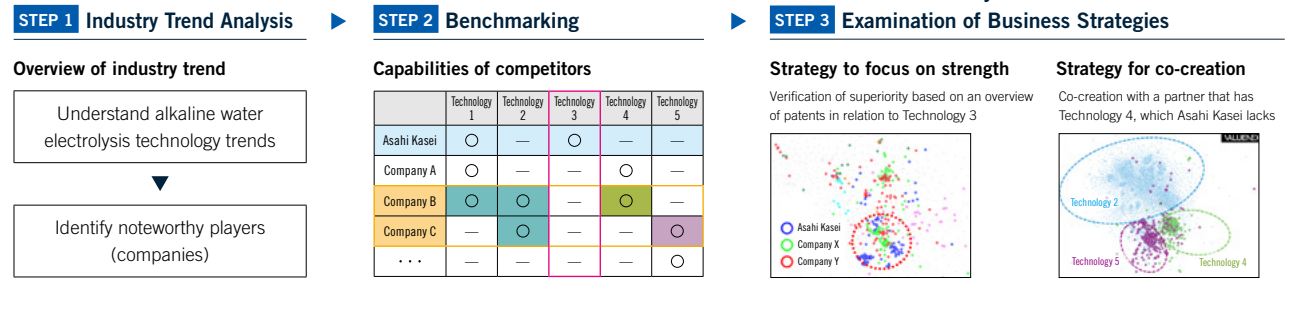 STEP 1 Industry Trend Analysis
Overview of industry trend
Understand alkaline water
electrolysis technology trends
Identify noteworthy players
(companies)
STEP 2 Benchmarking
Capabilities of competitors
Technology 1 Technology 2 Technology 3 Technology 4 Technology 5
Asahi Kasei ○ — ○ — —
Company A ○ — — ○ —
Company B ○ ○ — ○ —
Company C — ○ — — ○
··· — — — — ○
STEP 3 Examination of Business Strategies
Strategy to focus on strength
Verification of superiority based on an overview
of patents in relation to Technology 3
Asahi Kasei
Company X
Company Y
Strategy for co-creation
Co-creation with a partner that has
Technology 4, which Asahi Kasei lacks
Technology 2
Technology 5
Technology 4